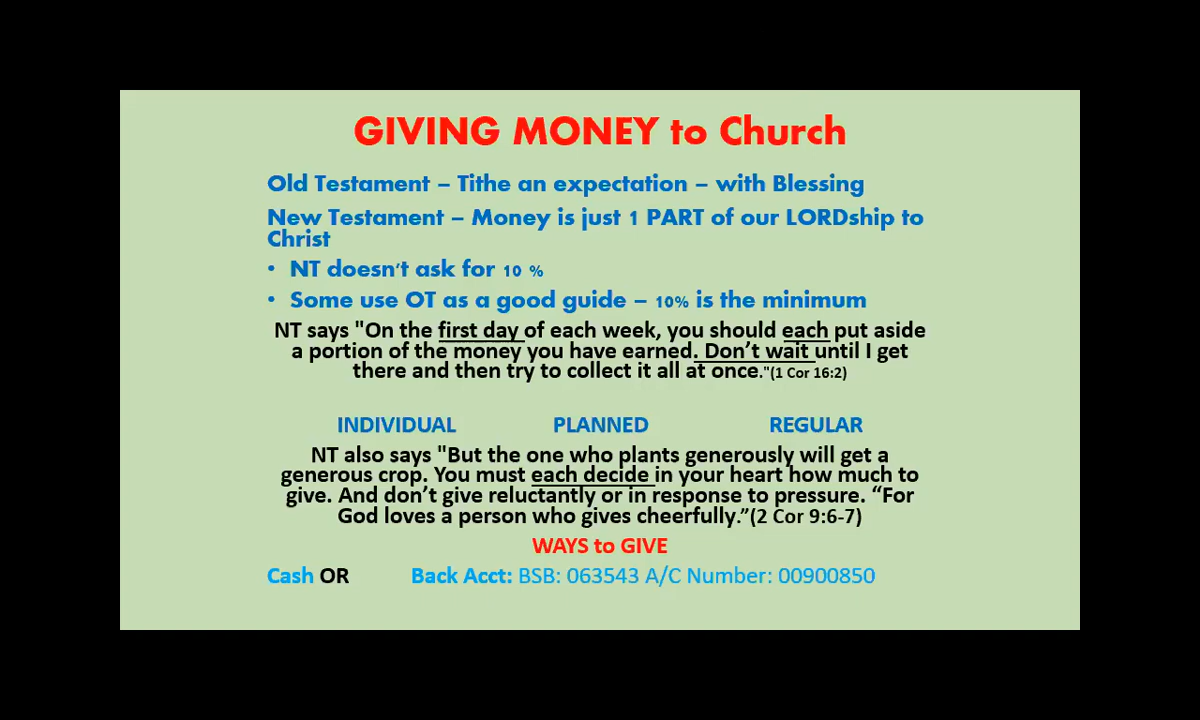 GIVING MONEY to Church
Old Testament – Tithe an expectation – with Blessing
New Testament – Money is just 1 PART of our LORDship to
Christ
• NT doesn't ask for 10 %
• Some use OT as a good guide – 10% is the minimum
NT says "On the first day of each week, you should each put aside
a portion of the money you have earned. Don’t wait until I get
there and then try to collect it all at once."(1 Cor 16:2)
INDIVIDUAL PLANNED REGULAR
NT also says "But the one who plants generously will get a
generous crop. You must each decide in your heart how much to
give. And don’t give reluctantly or in response to pressure. “For
God loves a person who gives cheerfully.”(2 Cor 9:6-7)
WAYS to GIVE
Cash OR Back Acct: BSB: 063543 A/C Number: 00900850